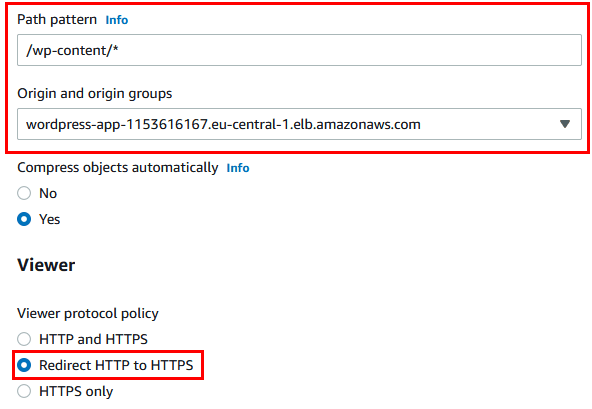 Path pattern Info
/wp-content/*
Origin and origin groups
wordpress-app-1153616167.eu-central-1.elb.amazonaws.com
Compress objects automatically Info
No
Yes
Viewer
Viewer protocol policy
HTTP and HTTPS
Redirect HTTP to HTTPS
HTTPS only